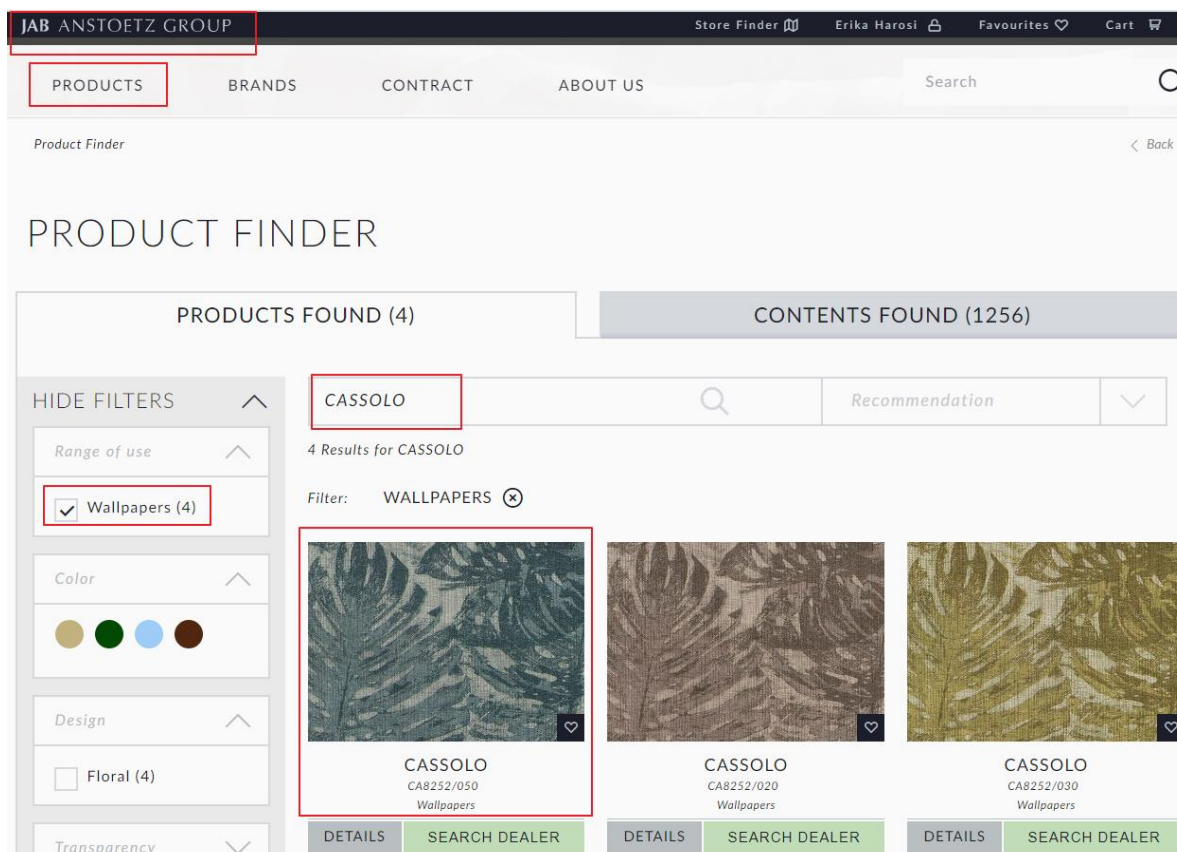 JAB ANSTOETZ GROUP Store Finder Erika Harosi Favourites Cart
PRODUCTS BRANDS CONTRACT ABOUT US Search
Product Finder Back
PRODUCT FINDER
PRODUCTS FOUND (4) CONTENTS FOUND (1256)
HIDE FILTERS CASSOLO Recommendation
Range of use 4 Results for CASSOLO
Wallpapers (4) Filter: WALLPAPERS
Color
Design
Floral (4) CASSOLO CASSOLO CASSOLO
CA8252/050 CA8252/020 CA8252/030
Wallpapers Wallpapers Wallpapers
Transparency DETAILS SEARCH DEALER DETAILS SEARCH DEALER DETAILS SEARCH DEALER